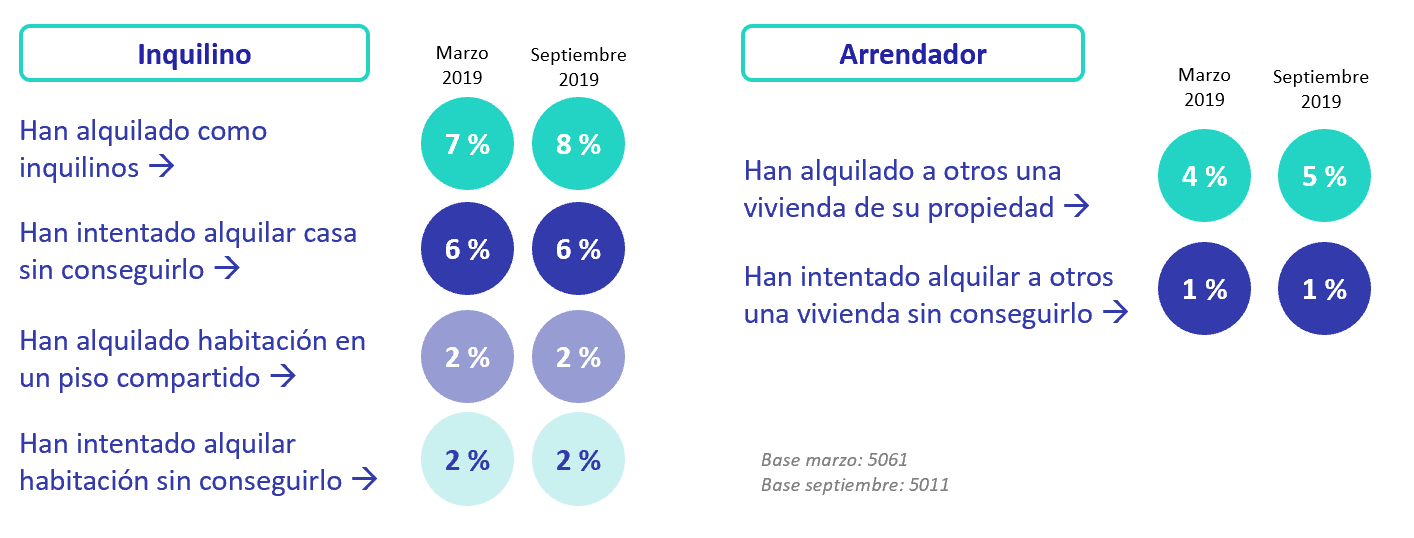 Inquilino
Marzo
2019
Septiembre
2019
Han alquilado como
inquilinos →
7 %
8 %
Han intentado alquilar casa
sin conseguirlo →
6 %
6 %
Han alquilado habitación en
un piso compartido →
2 %
2 %
Han intentado alquilar
habitación sin conseguirlo →
2 %
2 %
Arrendador
Marzo
2019
Septiembre
2019
Han alquilado a otros una
vivienda de su propiedad →
4 %
5 %
Han intentado alquilar a otros
una vivienda sin conseguirlo →
1 %
1 %
Base marzo: 5061
Base septiembre: 5011